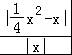 |1/4 x² - x|
|x|